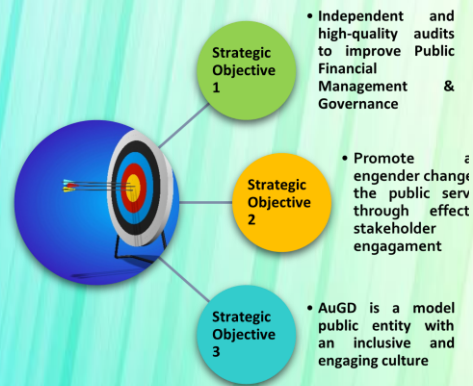 Strategic
Objective
1
• Independent and
high-quality audits
to improve Public
Financial
Management &
Governance
Strategic
Objective
2
• Promote a
engender change
the public serv
through effect
stakeholder
engagament
Strategic
Objective
3
• AuGD is a model
public entity with
an inclusive and
engaging culture